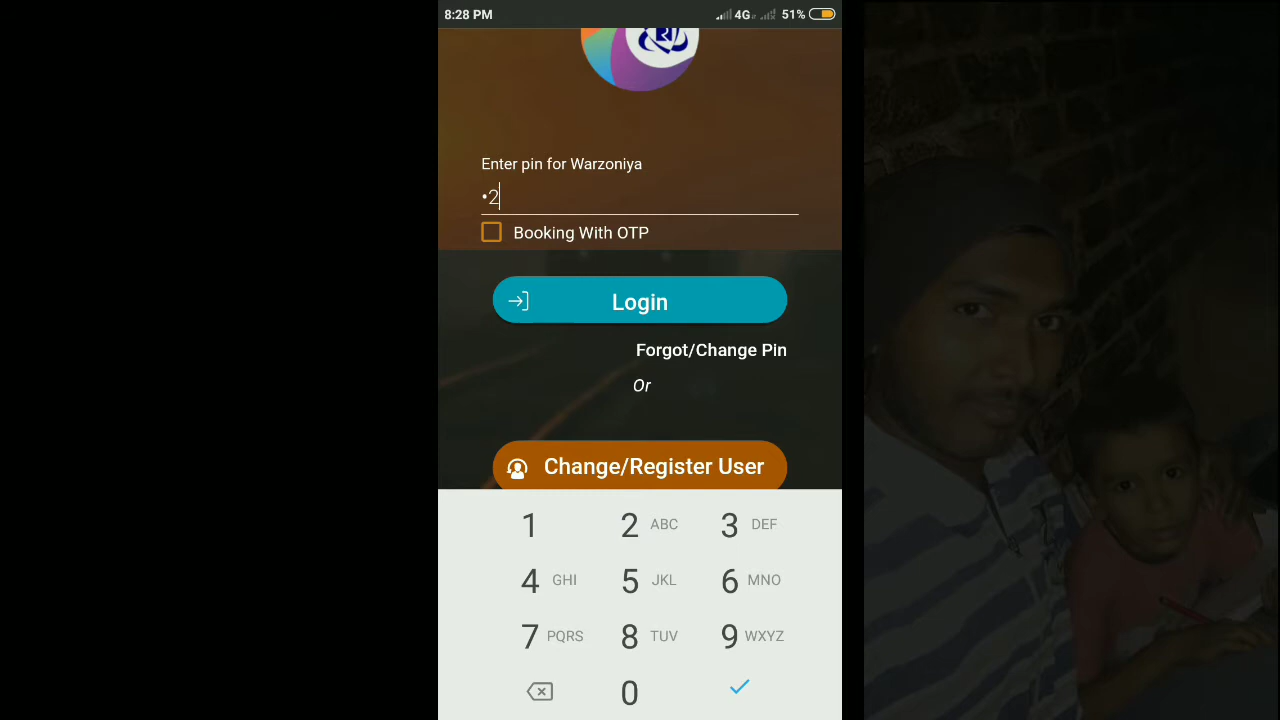 8:28 PM 4G 51%
Enter pin for Warzoniya
•2
Booking With OTP
Login
Forgot/Change Pin
Or
Change/Register User
1 2 ABC 3 DEF
4 GHI 5 JKL 6 MNO
7 PQRS 8 TUV 9 WXYZ
0